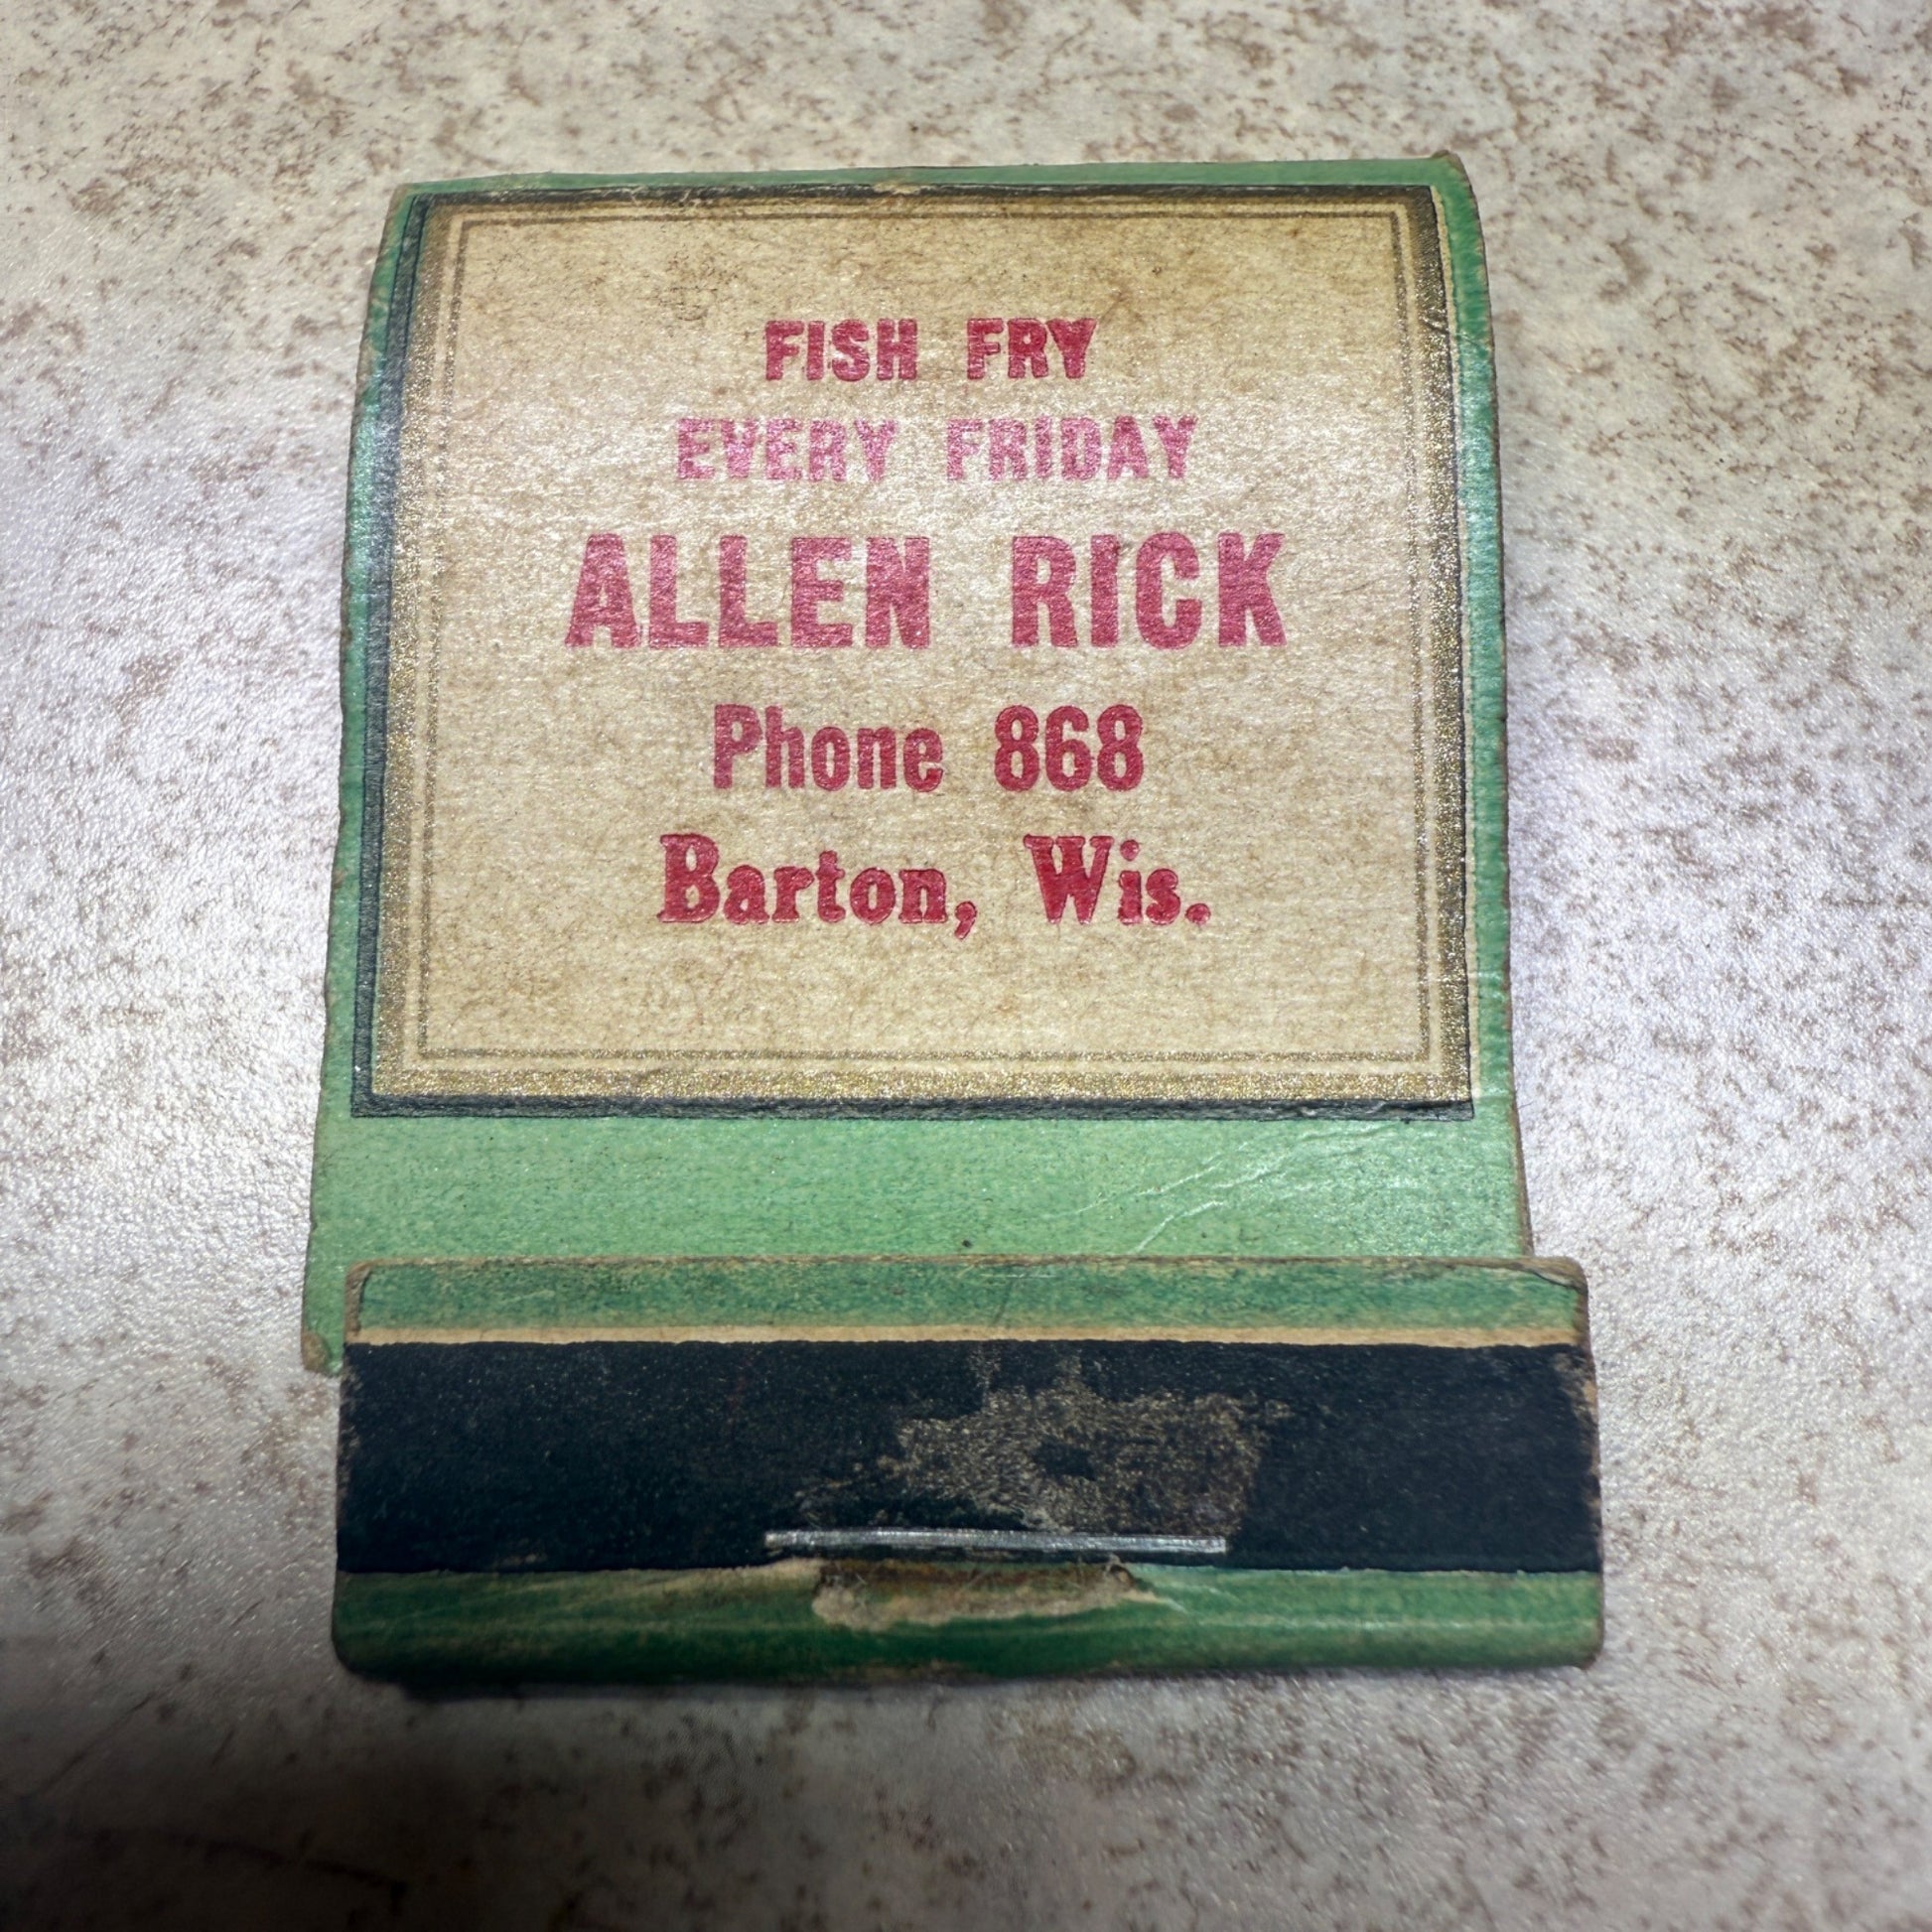 FISH FRY
EVERY FRIDAY
ALLEN RICK
Phone 868
Barton, Wis.